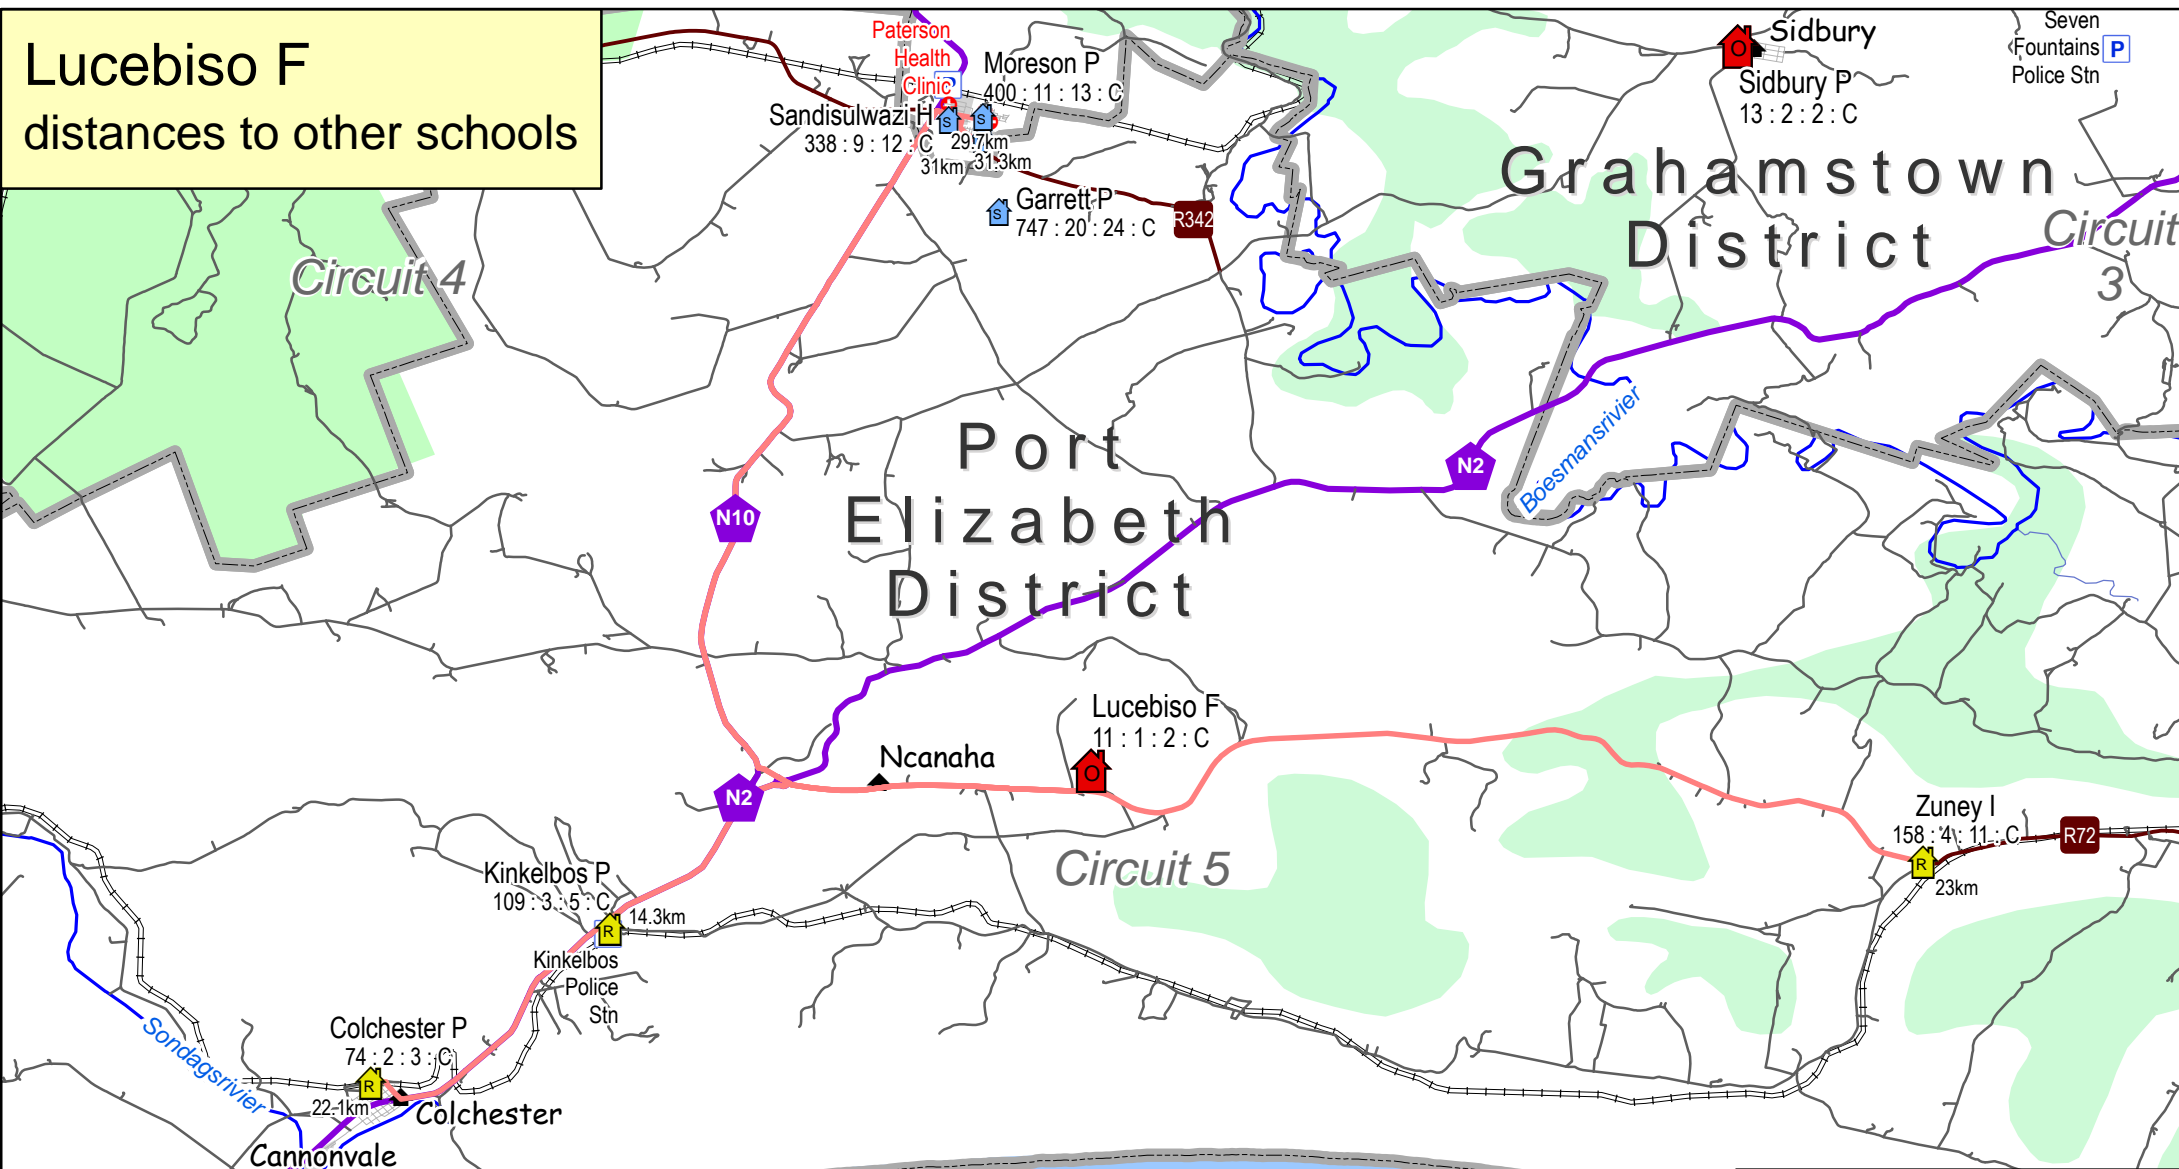 Lucebiso F
distances to other schools
Paterson
Health
Clinic
Moreson P
400 : 11 : 13 : C
Sandisulwazi H
338 : 9 : 12 : C
S
S
29.7km
31km
31.3km
S
Garrett P
747 : 20 : 24 : C
R342
O
Sidbury
Sidbury P
13 : 2 : 2 : C
Seven
Fountains
Police Stn
P
Grahamstown
District
Circuit
3
Circuit 4
Boesmansrivier
N2
N10
Port
Elizabeth
District
Lucebiso F
11 : 1 : 2 : C
O
Ncanaha
N2
Circuit 5
Zuney I
158 : 4 : 11 : C
R
R72
23km
Kinkelbos P
109 : 3 : 5 : C
R
14.3km
Kinkelbos
Police
Stn
Colchester P
74 : 2 : 3 : C
R
22.1km
Colchester
Sondagsrivier
Cannonvale